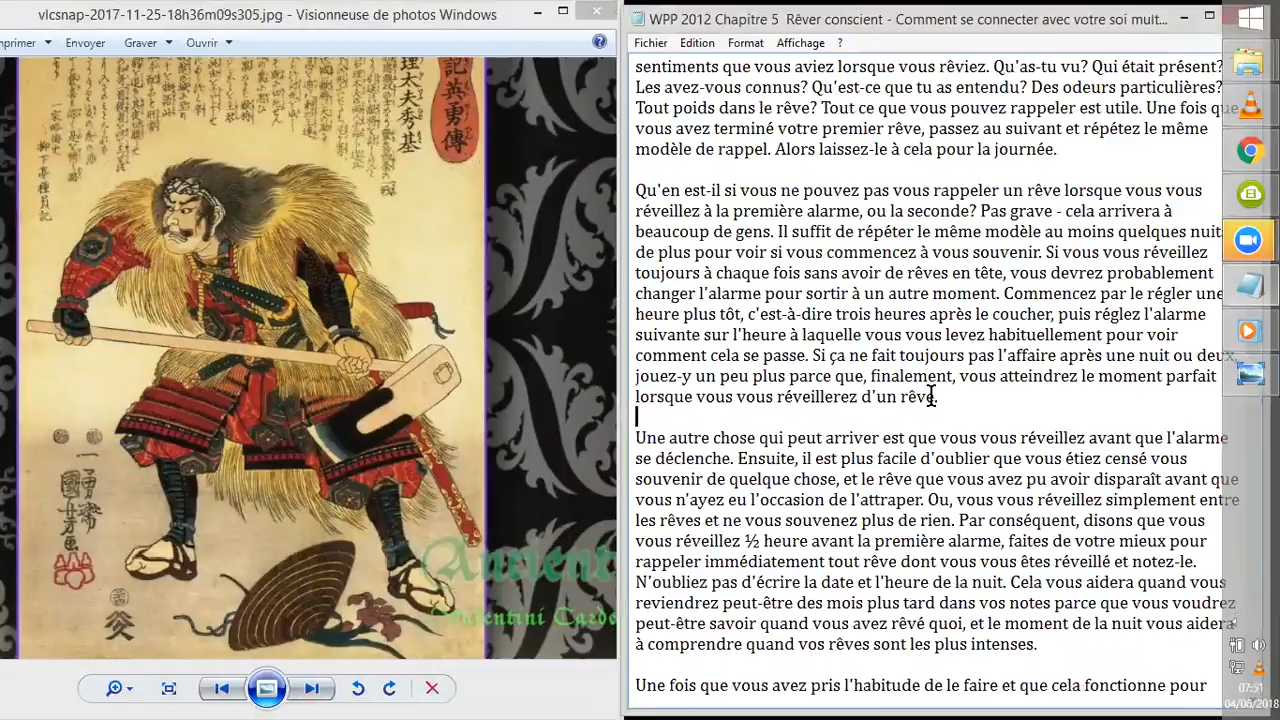 vlcsnap-2017-11-25-18h36m09s305.jpg - Visionneuse de photos Windows
primer
Envoyer
Graver
Ouvrir
記英勇傳
理大夫秀基
一勇斎
國芳画
Ancient
Valentini Carde
WPP 2012 Chapitre 5 Rêver conscient - Comment se connecter avec votre soi mult...
Fichier Edition Format Affichage ?
sentiments que vous aviez lorsque vous rêviez. Qu'as-tu vu? Qui était présent?
Les avez-vous connus? Qu'est-ce que tu as entendu? Des odeurs particulières?
Tout poids dans le rêve? Tout ce que vous pouvez rappeler est utile. Une fois que
vous avez terminé votre premier rêve, passez au suivant et répétez le même
modèle de rappel. Alors laissez-le à cela pour la journée.
Qu'en est-il si vous ne pouvez pas vous rappeler un rêve lorsque vous vous
réveillez à la première alarme, ou la seconde? Pas grave - cela arrivera à
beaucoup de gens. Il suffit de répéter le même modèle au moins quelques nuit
de plus pour voir si vous commencez à vous souvenir. Si vous vous réveillez
toujours à chaque fois sans avoir de rêves en tête, vous devrez probablement
changer l'alarme pour sortir à un autre moment. Commencez par le régler une
heure plus tôt, c'est-à-dire trois heures après le coucher, puis réglez l'alarme
suivante sur l'heure à laquelle vous vous levez habituellement pour voir
comment cela se passe. Si ça ne fait toujours pas l'affaire après une nuit ou deux,
jouez-y un peu plus parce que, finalement, vous atteindrez le moment parfait
lorsque vous vous réveillerez d'un rêve.
Une autre chose qui peut arriver est que vous vous réveillez avant que l'alarme
se déclenche. Ensuite, il est plus facile d'oublier que vous étiez censé vous
souvenir de quelque chose, et le rêve que vous avez pu avoir disparaît avant que
vous n'ayez eu l'occasion de l'attraper. Ou, vous vous réveillez simplement entre
les rêves et ne vous souvenez plus de rien. Par conséquent, disons que vous
vous réveillez ½ heure avant la première alarme, faites de votre mieux pour
rappeler immédiatement tout rêve dont vous vous êtes réveillé et notez-le.
N'oubliez pas d'écrire la date et l'heure de la nuit. Cela vous aidera quand vous
reviendrez peut-être des mois plus tard dans vos notes parce que vous voudrez
peut-être savoir quand vous avez rêvé quoi, et le moment de la nuit vous aidera
à comprendre quand vos rêves sont les plus intenses.
Une fois que vous avez pris l'habitude de le faire et que cela fonctionne pour
07:51
04/06/2018